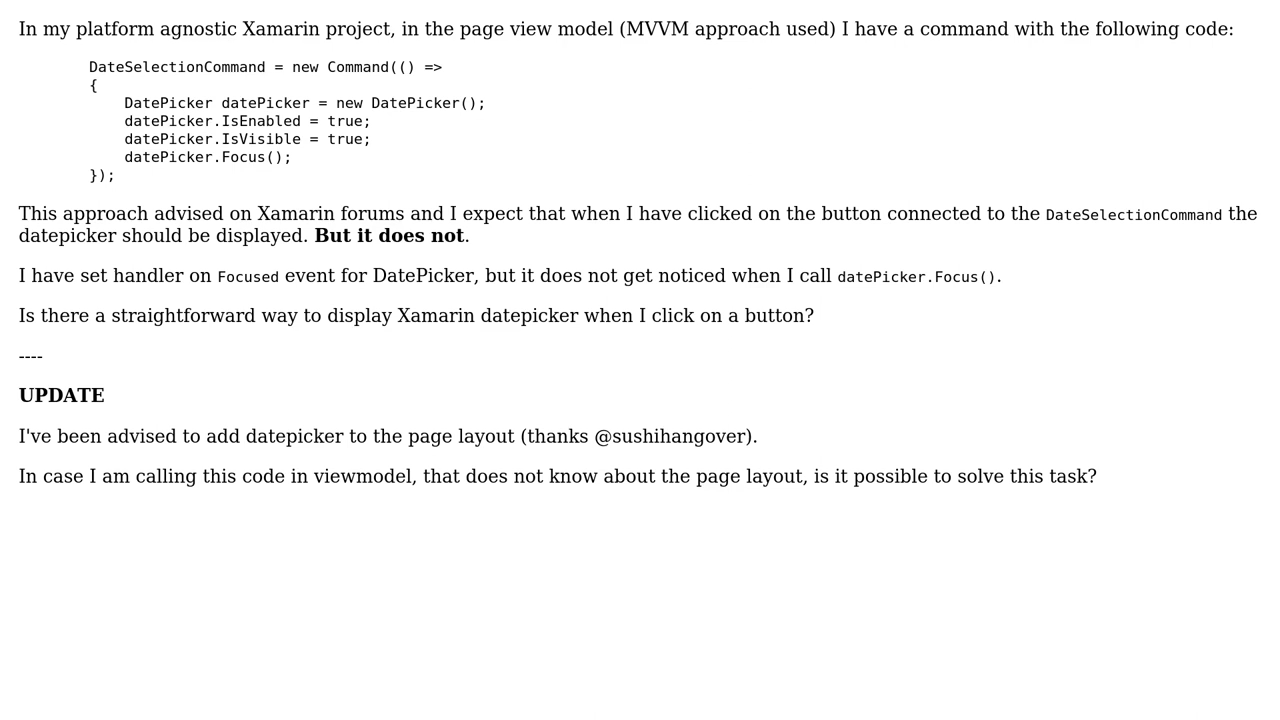 In my platform agnostic Xamarin project, in the page view model (MVVM approach used) I have a command with the following code:
DateSelectionCommand = new Command(() =>
{
    DatePicker datePicker = new DatePicker();
    datePicker.IsEnabled = true;
    datePicker.IsVisible = true;
    datePicker.Focus();
});
This approach advised on Xamarin forums and I expect that when I have clicked on the button connected to the DateSelectionCommand the
datepicker should be displayed. But it does not.
I have set handler on Focused event for DatePicker, but it does not get noticed when I call datePicker.Focus().
Is there a straightforward way to display Xamarin datepicker when I click on a button?
----
UPDATE
I've been advised to add datepicker to the page layout (thanks @sushihangover).
In case I am calling this code in viewmodel, that does not know about the page layout, is it possible to solve this task?